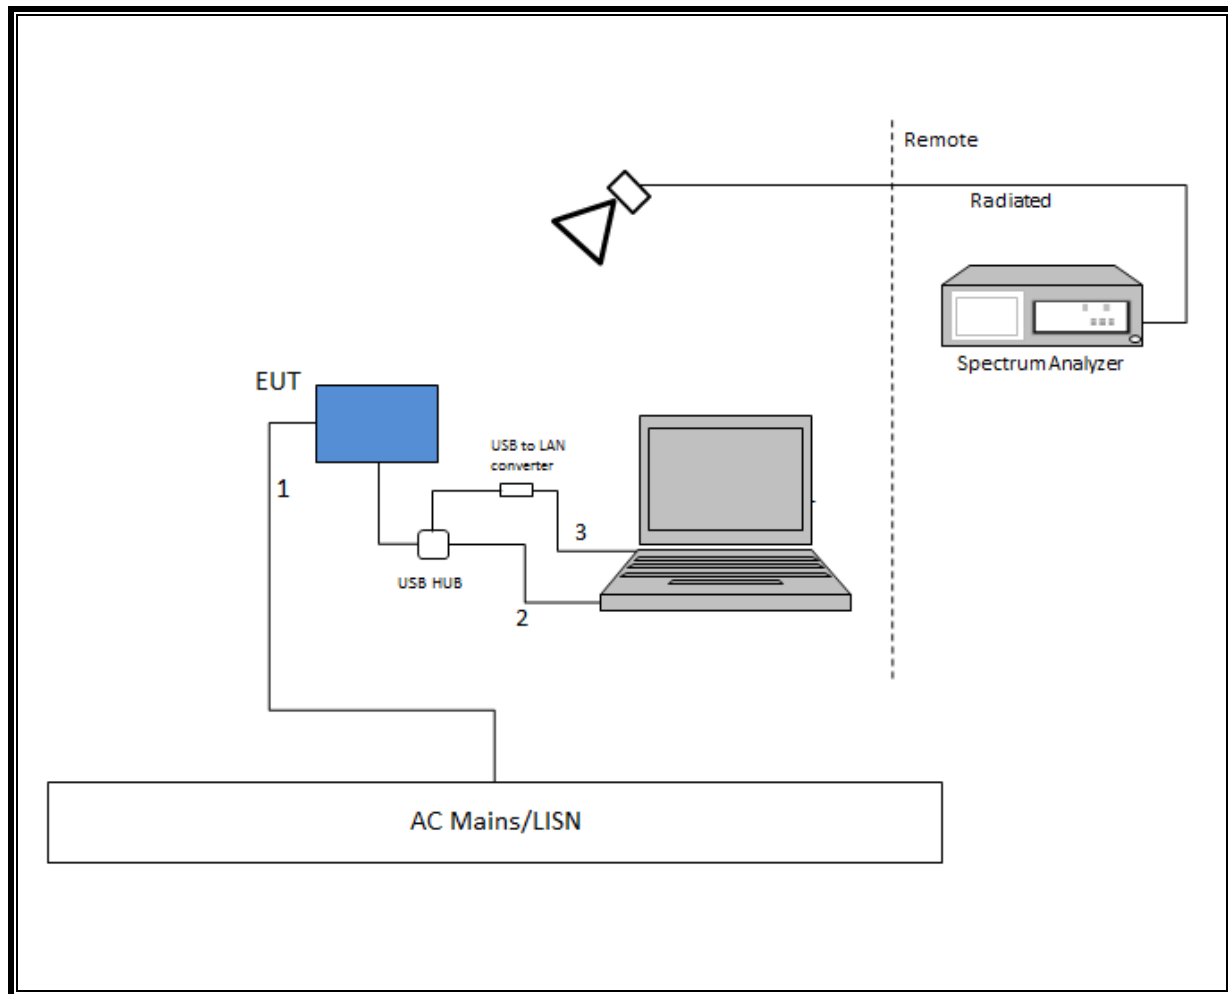 Remote
Radiated
Spectrum Analyzer
EUT
USB to LAN
converter
1
3
USB HUB
2
AC Mains/LISN